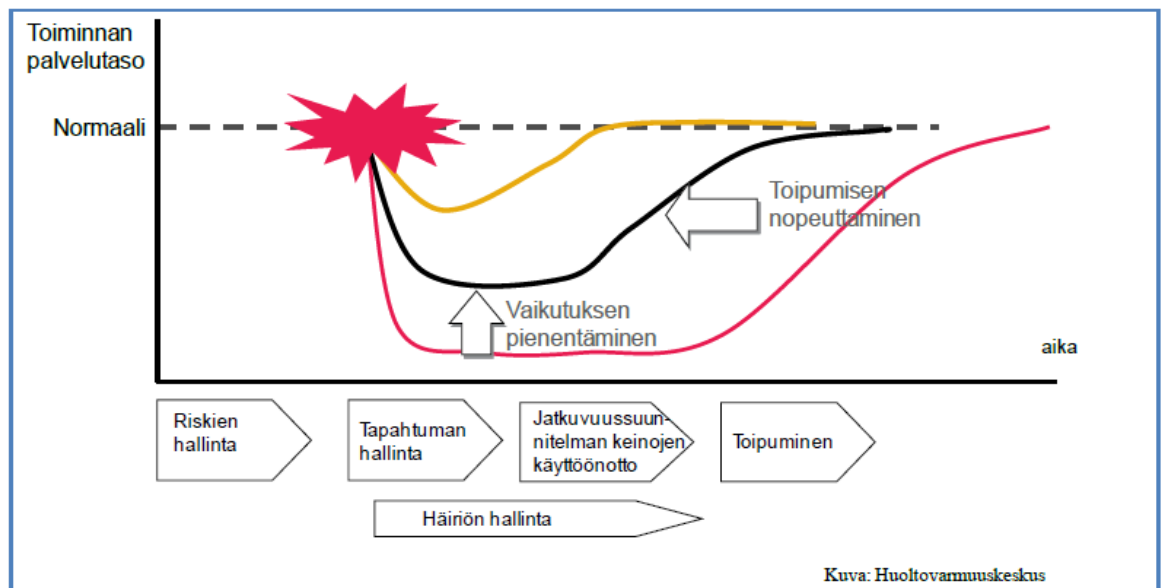 Toiminnan
palvelutaso
Normaali
Toipumisen
nopeuttaminen
Vaikutuksen
pienentäminen
aika
Riskien
hallinta
Tapahtuman
hallinta
Jatkuvuussuun-
nitelman keinojen
käyttöönotto
Toipuminen
Häiriön hallinta
Kuva: Huoltovarmuuskeskus